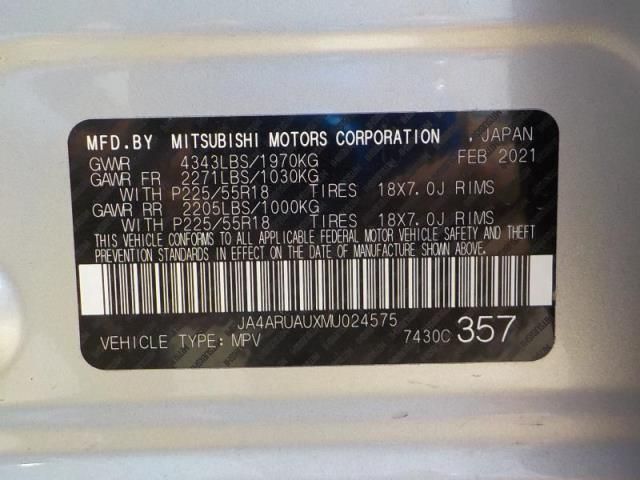 MFD.BY MITSUBISHI MOTORS CORPORATION , JAPAN
GVWR 4343LBS/1970KG FEB 2021
GAWR FR 2271LBS/1030KG
WITH P225/55R18 TIRES 18X7.0J RIMS
GAWR RR 2205LBS/1000KG
WITH P225/55R18 TIRES 18X7.0J RIMS
THIS VEHICLE CONFORMS TO ALL APPLICABLE FEDERAL MOTOR VEHICLE SAFETY AND THEFT
PREVENTION STANDARDS IN EFFECT ON THE DATE OF MANUFACTURE SHOWN ABOVE.
JA4ARUAUXMU024575
VEHICLE TYPE: MPV 7430C 357